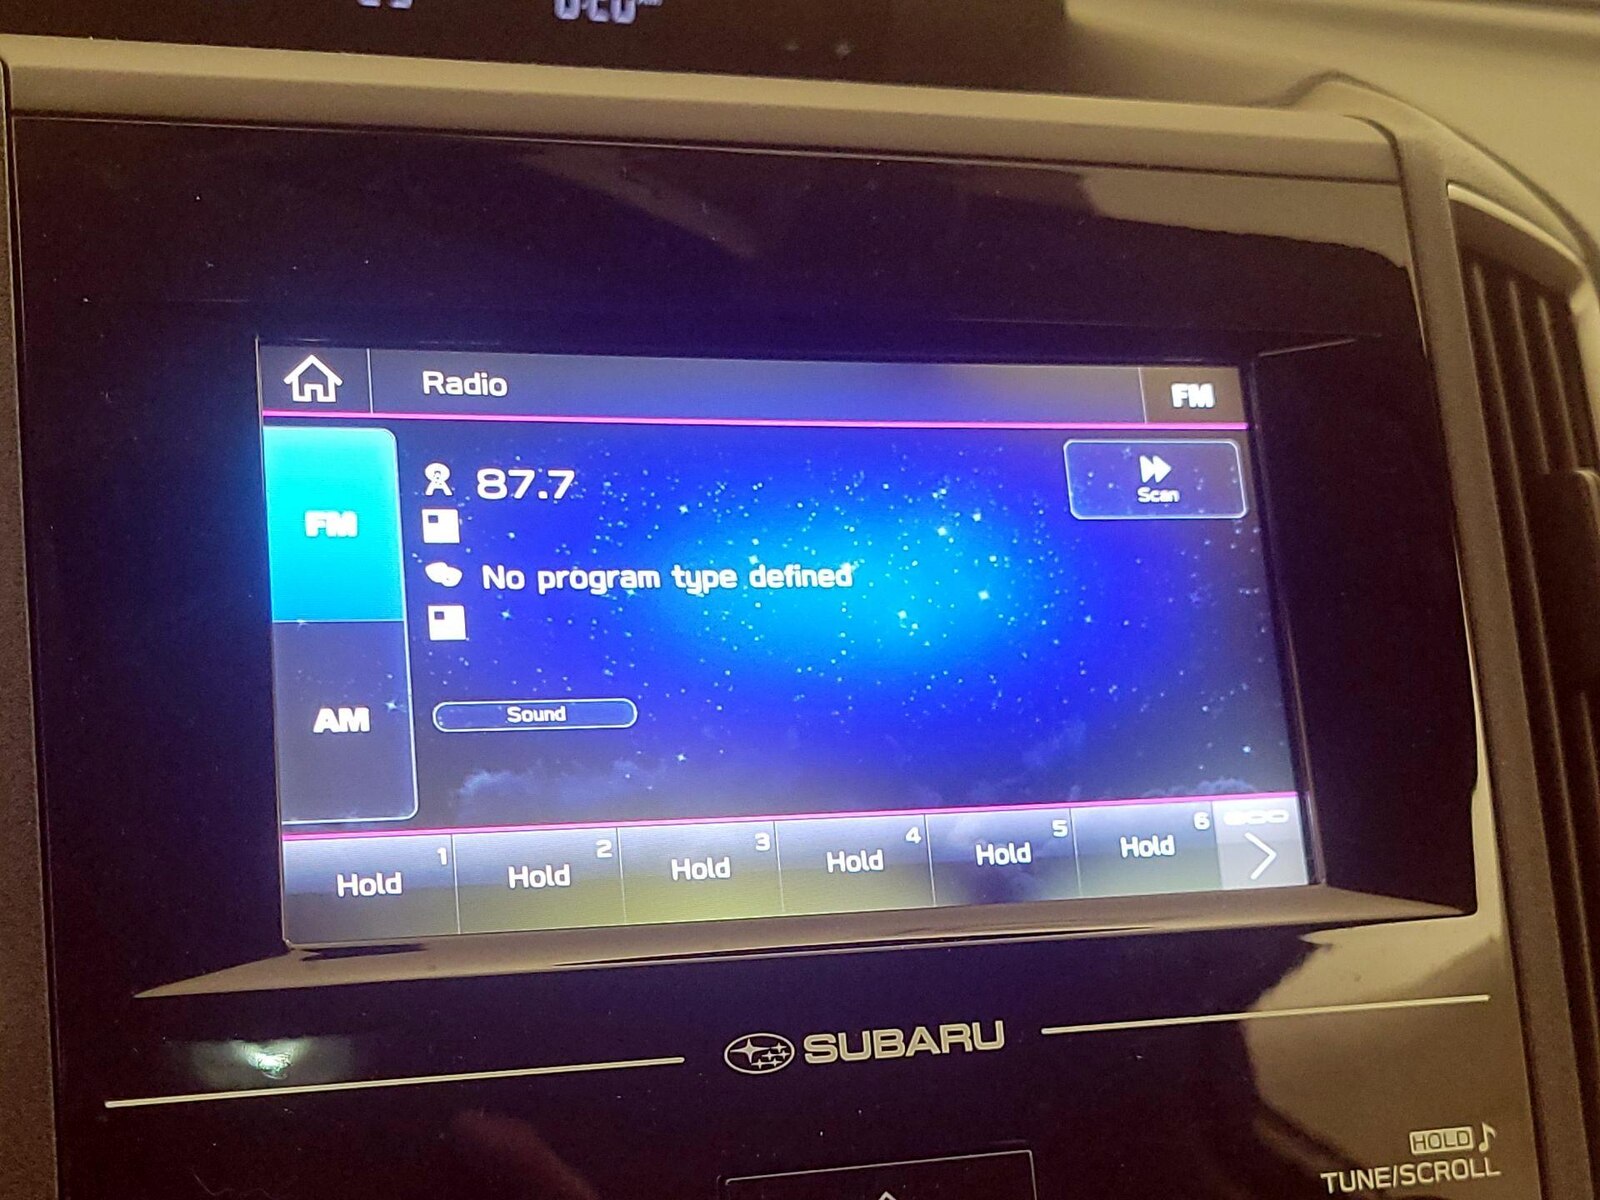 Radio
FM
FM
87.7
Scan
No program type defined
AM
Sound
1
Hold
2
Hold
3
Hold
4
Hold
5
Hold
6
Hold
SUBARU
HOLD
TUNE/SCROLL